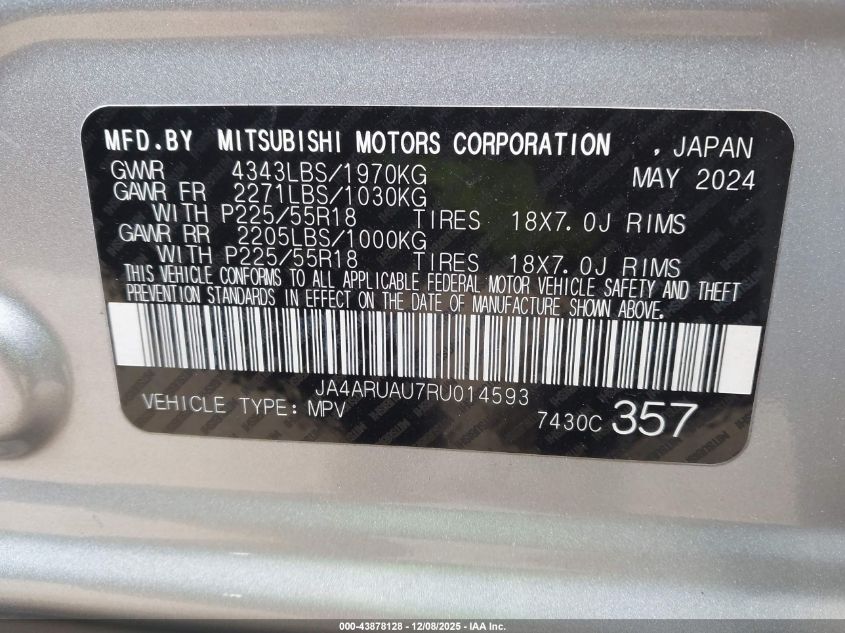 MFD.BY MITSUBISHI MOTORS CORPORATION , JAPAN
GVWR 4343LBS/1970KG MAY 2024
GAWR FR 2271LBS/1030KG
WITH P225/55R18 TIRES 18X7.0J RIMS
GAWR RR 2205LBS/1000KG
WITH P225/55R18 TIRES 18X7.0J RIMS
THIS VEHICLE CONFORMS TO ALL APPLICABLE FEDERAL MOTOR VEHICLE SAFETY AND THEFT
PREVENTION STANDARDS IN EFFECT ON THE DATE OF MANUFACTURE SHOWN ABOVE.
JA4ARUAU7RU014593
VEHICLE TYPE: MPV 7430C 357
000-43878128 - 12/08/2025 - IAA Inc.